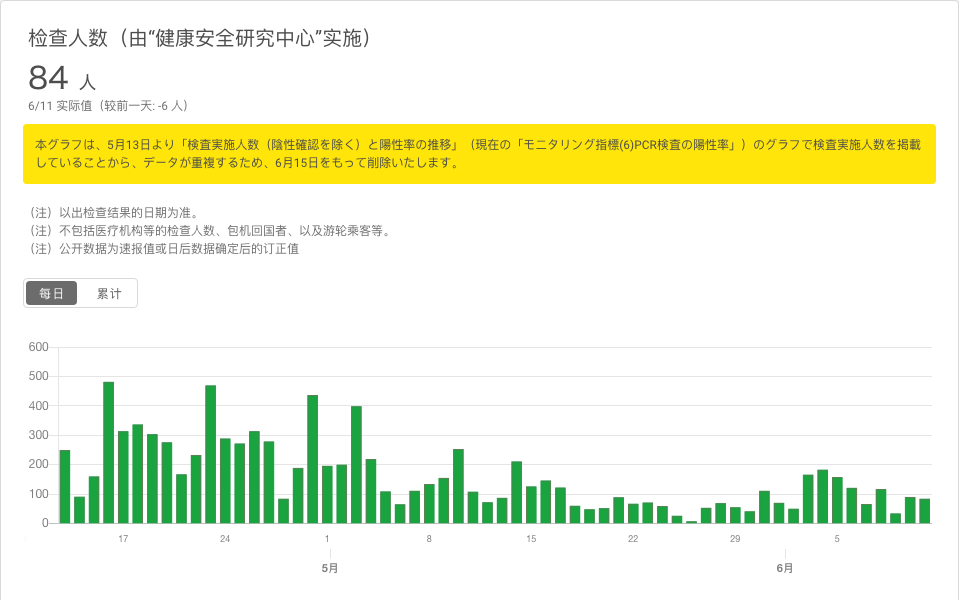 检查人数（由“健康安全研究中心”实施）
84 人
6/11 实际值（较前一天: -6 人）
本グラフは、5月13日より「検査実施人数（陰性確認を除く）と陽性率の推移」（現在の「モニタリング指標(6)PCR検査の陽性率」）のグラフで検査実施人数を掲載
していることから、データが重複するため、6月15日をもって削除いたします。
（注）以出检查结果的日期为准。
（注）不包括医疗机构等的检查人数、包机回国者、以及游轮乘客等。
（注）公开数据为速报值或日后数据确定后的订正值
每日 累计
600
500
400
300
200
100
0
17 24 1 8 15 22 29 5
5月 6月